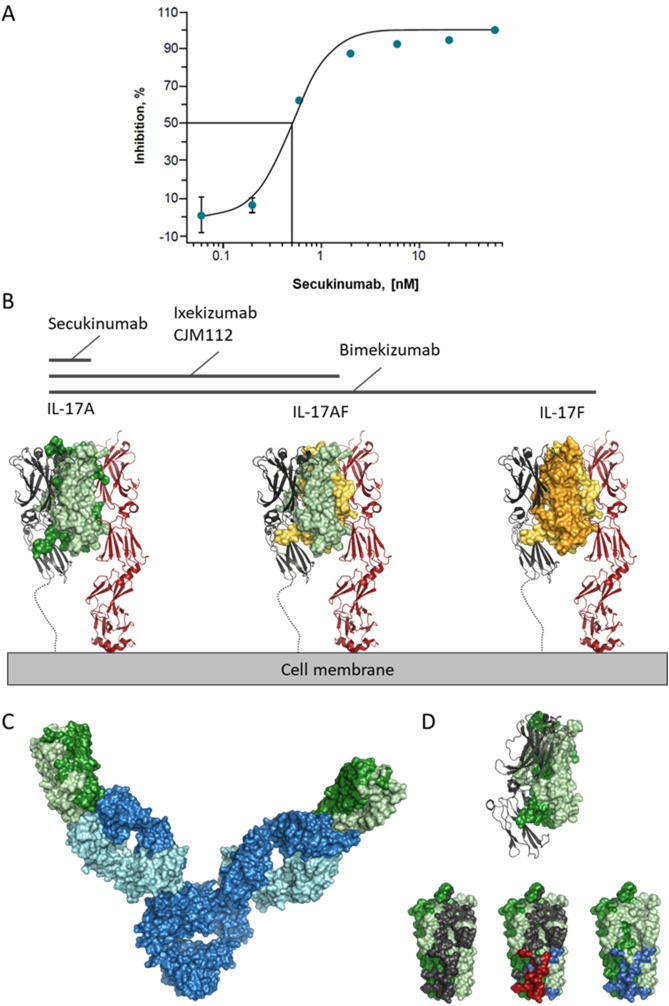 A
110
90
70
50
30
10
-10
Inhibition, %
0.1
1
10
Secukinumab, [nM]
B
Secukinumab
Ixekizumab
CJM112
Bimekizumab
IL-17A
IL-17AF
IL-17F
Cell membrane
C
D